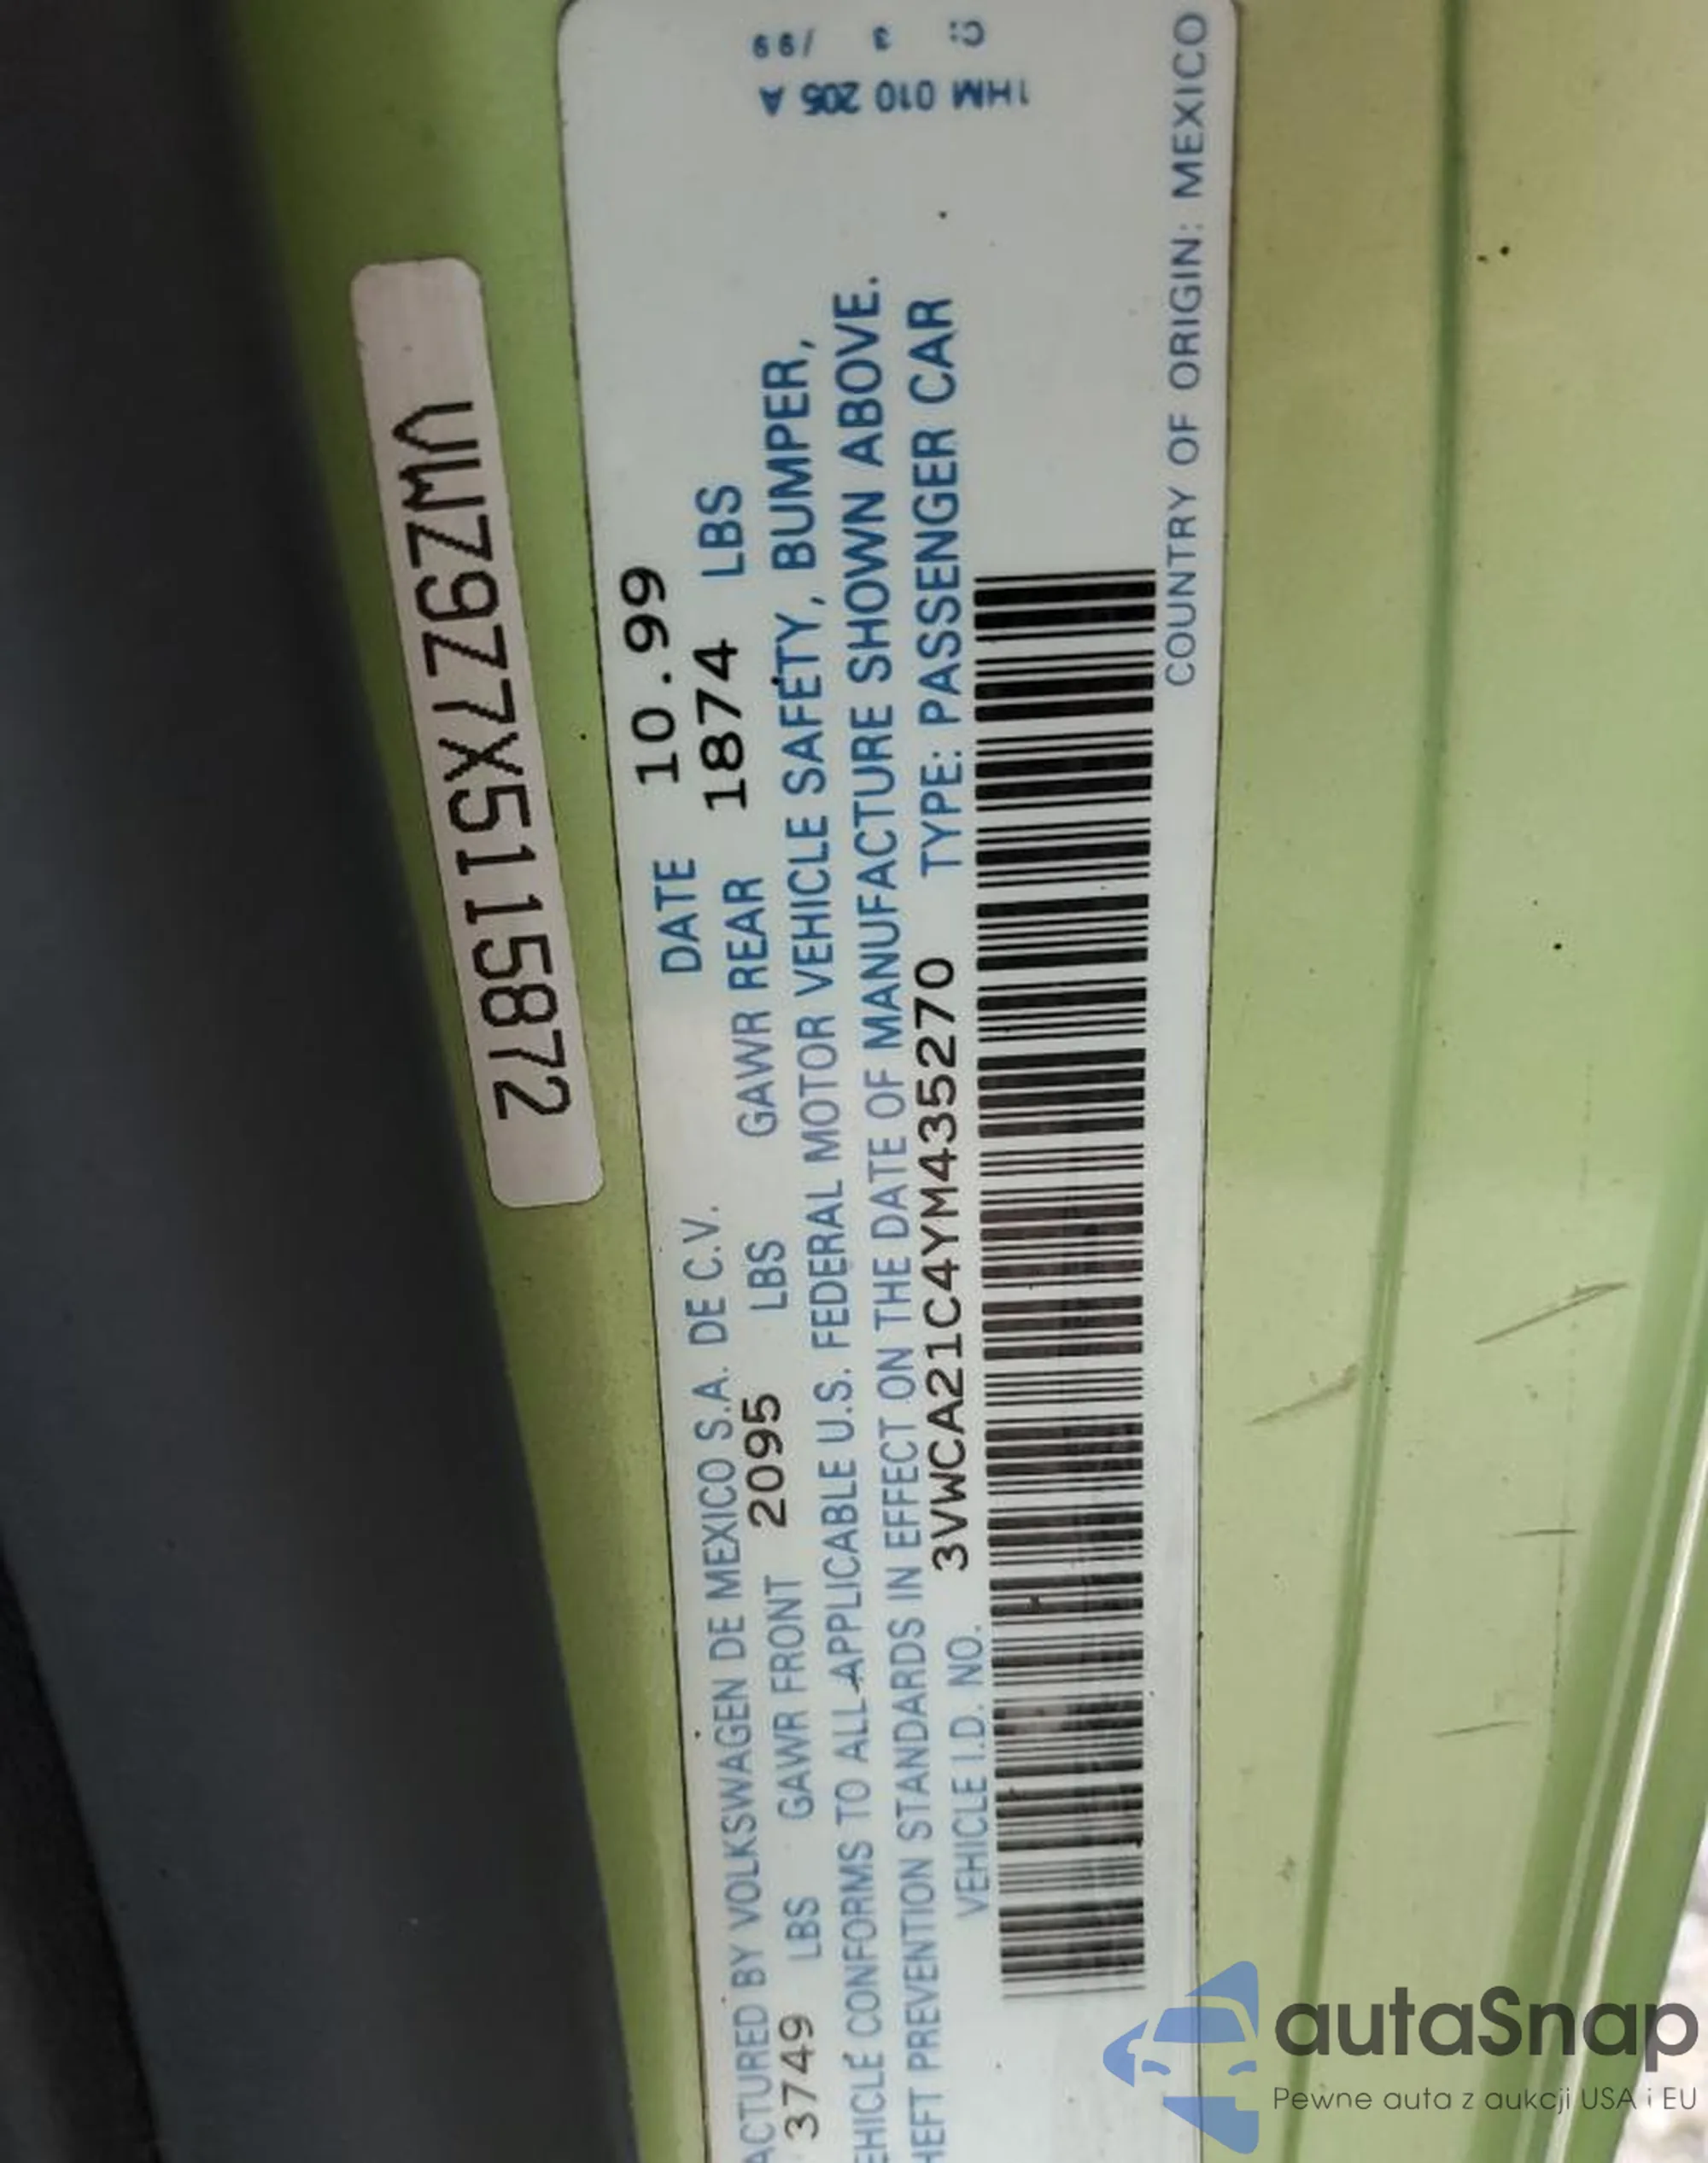 VWZ97X511587 2
ACTURED BY VOLKSWAGEN DE MEXICO S.A. DE C.V. DATE 10.99
3749 LBS GAWR FRONT 2095 LBS GAWR REAR 1874 LBS
EHICLE CONFORMS TO ALL APPLICABLE U.S. FEDERAL MOTOR VEHICLE SAFETY, BUMPER,
HEFT PREVENTION STANDARDS IN EFFECT ON THE DATE OF MANUFACTURE SHOWN ABOVE.
VEHICLE I.D. NO. 3VWCA21C4YM435270 TYPE: PASSENGER CAR
COUNTRY OF ORIGIN: MEXICO
1HM 010 205 A
C: 3 /99
autaSnap
Pewne auta z aukcji USA i EU